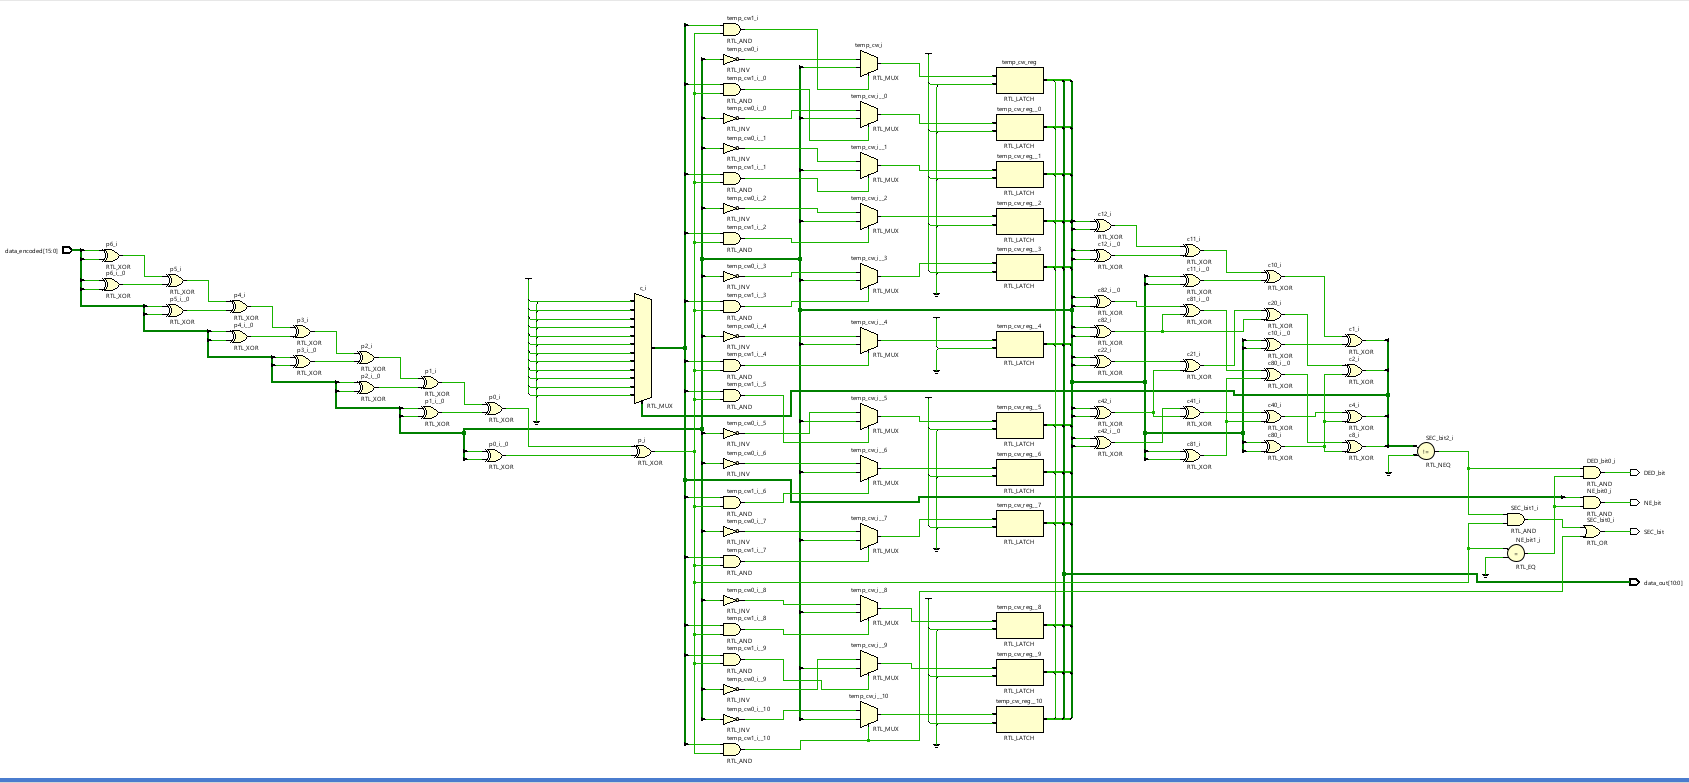 data_encoded[15:0]
p6_i
RTL_XOR
p6_i__0
RTL_XOR
p5_i
RTL_XOR
p5_i__0
RTL_XOR
p4_i
RTL_XOR
p4_i__0
RTL_XOR
p3_i
RTL_XOR
p3_i__0
RTL_XOR
p2_i
RTL_XOR
p2_i__0
RTL_XOR
p1_i
RTL_XOR
p1_i__0
RTL_XOR
p0_i
RTL_XOR
p0_i__0
RTL_XOR
c_i
RTL_MUX
p_i
RTL_XOR
temp_cw1_i
RTL_AND
temp_cw0_i
RTL_INV
temp_cw1_i__0
RTL_AND
temp_cw0_i__0
RTL_INV
temp_cw0_i__1
RTL_INV
temp_cw1_i__1
RTL_AND
temp_cw0_i__2
RTL_INV
temp_cw1_i__2
RTL_AND
temp_cw0_i__3
RTL_INV
temp_cw1_i__3
RTL_AND
temp_cw0_i__4
RTL_INV
temp_cw1_i__4
RTL_AND
temp_cw1_i__5
RTL_AND
temp_cw0_i__5
RTL_INV
temp_cw0_i__6
RTL_INV
temp_cw1_i__6
RTL_AND
temp_cw0_i__7
RTL_INV
temp_cw1_i__7
RTL_AND
temp_cw0_i__8
RTL_INV
temp_cw1_i__8
RTL_AND
temp_cw1_i__9
RTL_AND
temp_cw0_i__9
RTL_INV
temp_cw0_i__10
RTL_INV
temp_cw1_i__10
RTL_AND
temp_cw_i
RTL_MUX
temp_cw_i__0
RTL_MUX
temp_cw_i__1
RTL_MUX
temp_cw_i__2
RTL_MUX
temp_cw_i__3
RTL_MUX
temp_cw_i__4
RTL_MUX
temp_cw_i__5
RTL_MUX
temp_cw_i__6
RTL_MUX
temp_cw_i__7
RTL_MUX
temp_cw_i__8
RTL_MUX
temp_cw_i__9
RTL_MUX
temp_cw_i__10
RTL_MUX
temp_cw_reg
RTL_LATCH
temp_cw_reg__0
RTL_LATCH
temp_cw_reg__1
RTL_LATCH
temp_cw_reg__2
RTL_LATCH
temp_cw_reg__3
RTL_LATCH
temp_cw_reg__4
RTL_LATCH
temp_cw_reg__5
RTL_LATCH
temp_cw_reg__6
RTL_LATCH
temp_cw_reg__7
RTL_LATCH
temp_cw_reg__8
RTL_LATCH
temp_cw_reg__9
RTL_LATCH
temp_cw_reg__10
RTL_LATCH
c12_i
RTL_XOR
c12_i__0
RTL_XOR
c82_i__0
RTL_XOR
c82_i
RTL_XOR
c22_i
RTL_XOR
c42_i
RTL_XOR
c42_i__0
RTL_XOR
c11_i
RTL_XOR
c11_i__0
RTL_XOR
c81_i__0
RTL_XOR
c21_i
RTL_XOR
c41_i
RTL_XOR
c81_i
RTL_XOR
c10_i
RTL_XOR
c20_i
RTL_XOR
c10_i__0
RTL_XOR
c80_i__0
RTL_XOR
c40_i
RTL_XOR
c80_i
RTL_XOR
c1_i
RTL_XOR
c2_i
RTL_XOR
c4_i
RTL_XOR
c8_i
RTL_XOR
SEC_bit2_i
RTL_NEQ
SEC_bit1_i
RTL_AND
NE_bit1_i
RTL_EQ
DED_bit0_i
RTL_AND
NE_bit0_i
RTL_AND
SEC_bit0_i
RTL_OR
DED_bit
NE_bit
SEC_bit
data_out[10:0]